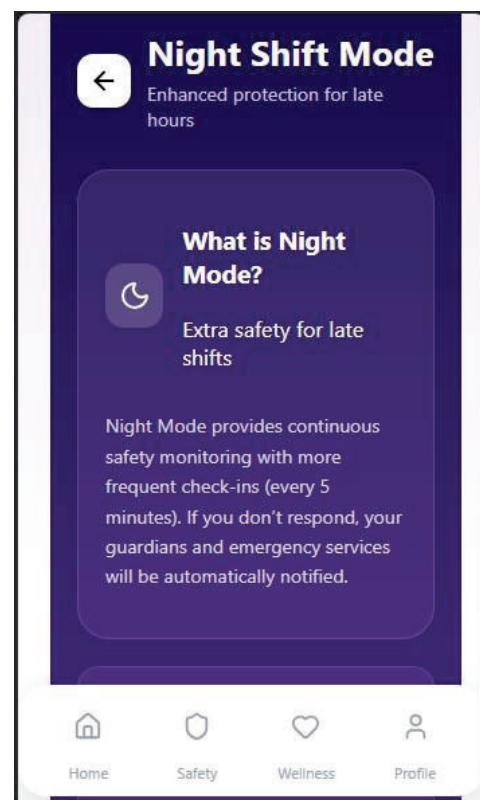 Night Shift Mode
Enhanced protection for late
hours
What is Night
Mode?
Extra safety for late
shifts
Night Mode provides continuous
safety monitoring with more
frequent check-ins (every 5
minutes). If you don't respond, your
guardians and emergency services
will be automatically notified.
Home
Safety
Wellness
Profile